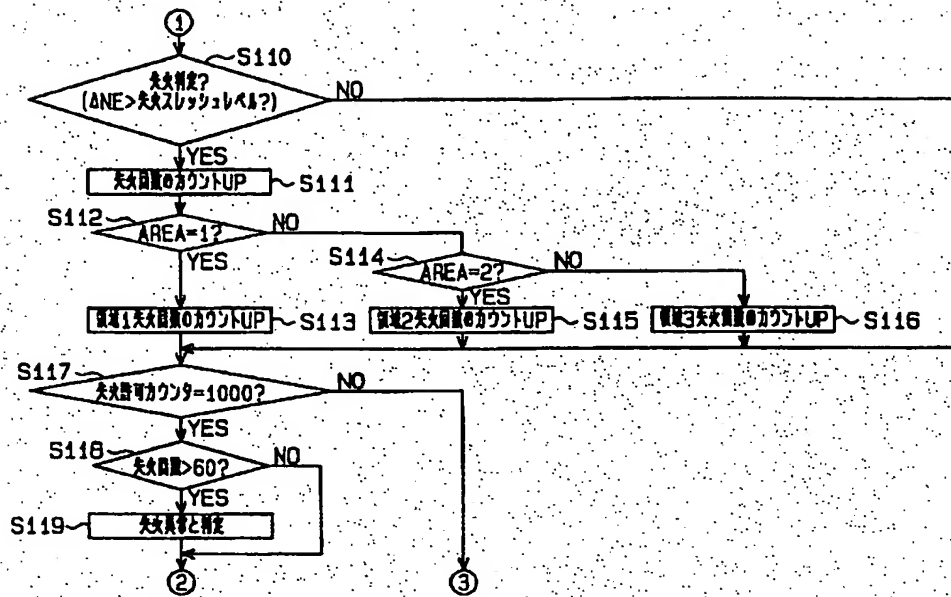 ①
S110
失火判定?
(ΔNE>失火スレッシュレベル?)
NO
YES
失火回数のカウントUP
S111
S112
AREA=1?
NO
YES
S114
AREA=2?
NO
YES
領域1失火回数のカウントUP
S113
領域2失火回数のカウントUP
S115
領域3失火回数のカウントUP
S116
S117
失火許可カウンタ=1000?
NO
YES
S118
失火回数>60?
NO
YES
S119
失火異常と判定
②
③